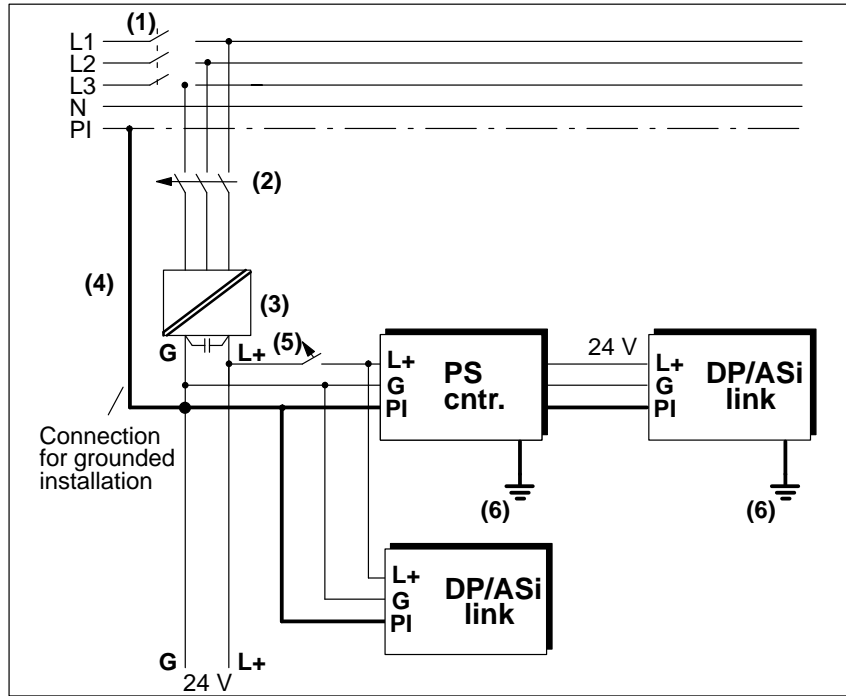 (1)
L1
L2
L3
N
PI
(2)
(4)
(3)
G
L+
(5)
L+
G
PI
PS
cntr.
24 V
L+
G
PI
DP/ASi
link
Connection
for grounded
installation
(6)
(6)
L+
G
PI
DP/ASi
link
G
L+
24 V